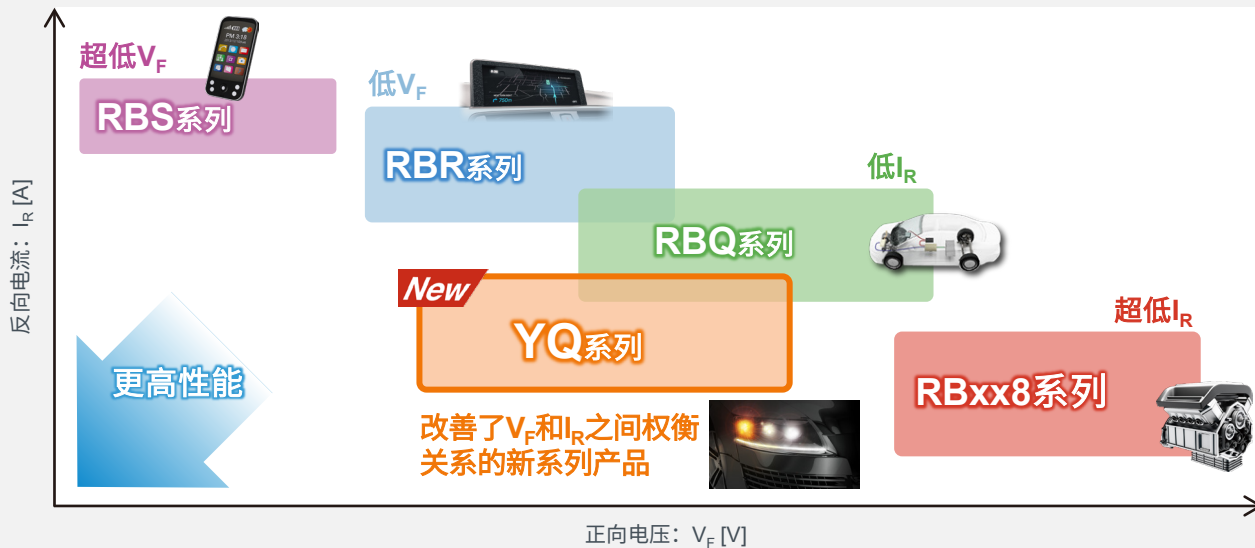 超低VF
RBS系列
低VF
RBR系列
低IR
RBQ系列
New
YQ系列
超低IR
RBxx8系列
更高性能
改善了VF和IR之间权衡
关系的新系列产品
反向电流：IR [A]
正向电压：VF [V]
PM 3:18